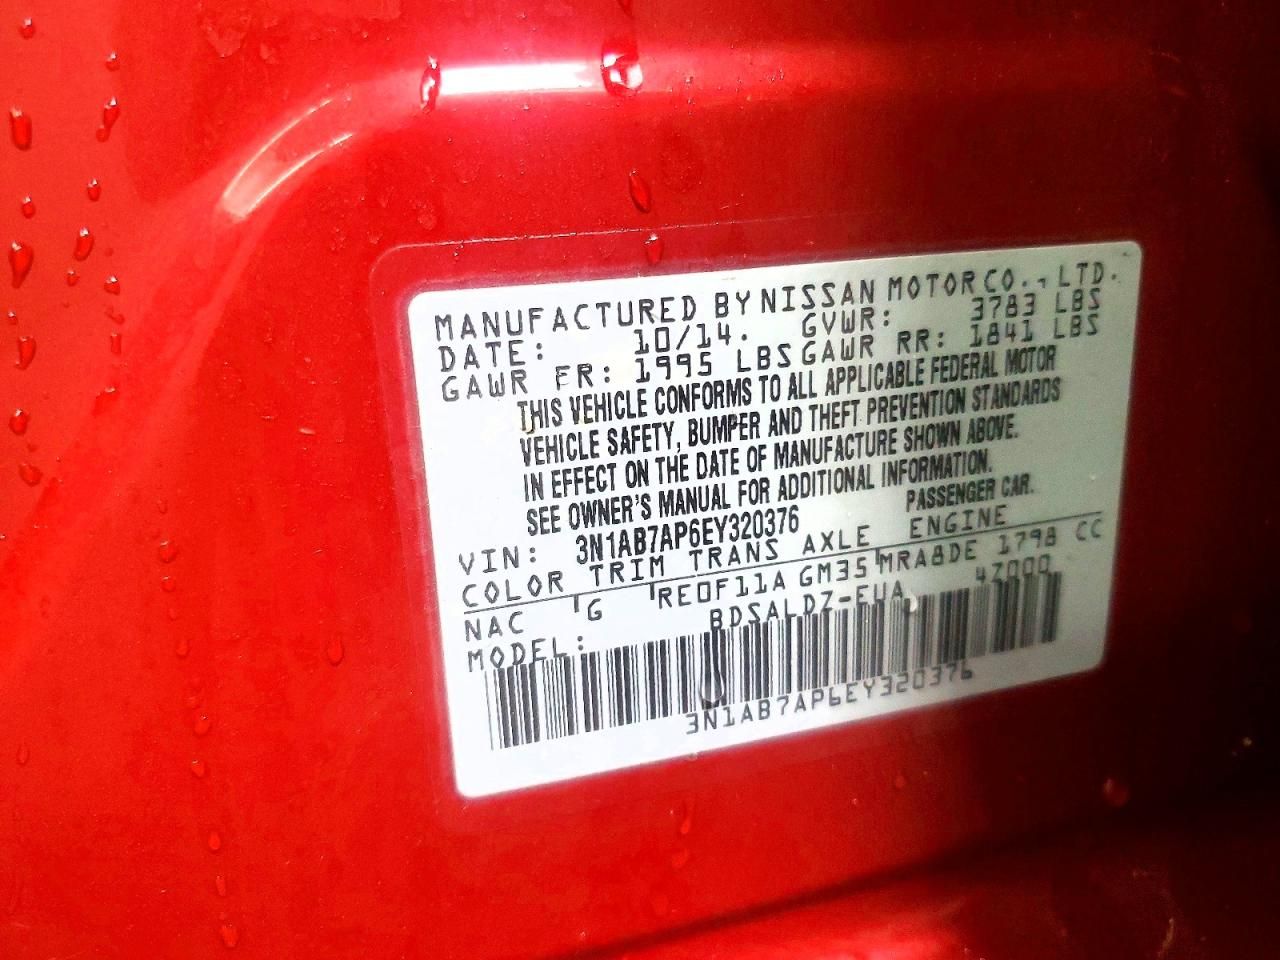 MANUFACTURED BY NISSAN MOTOR CO., LTD.
DATE: 10/14. GVWR: 3783 LBS
GAWR FR: 1995 LBS GAWR RR: 1841 LBS
THIS VEHICLE CONFORMS TO ALL APPLICABLE FEDERAL MOTOR
VEHICLE SAFETY, BUMPER AND THEFT PREVENTION STANDARDS
IN EFFECT ON THE DATE OF MANUFACTURE SHOWN ABOVE.
SEE OWNER'S MANUAL FOR ADDITIONAL INFORMATION.
VIN: 3N1AB7AP6EY320376 PASSENGER CAR.
COLOR TRIM TRANS AXLE ENGINE
NAC G RE0F11A GM35 MRA8DE 1798 CC
MODEL: BDSALDZ-EUA 47000
3N1AB7AP6EY320376